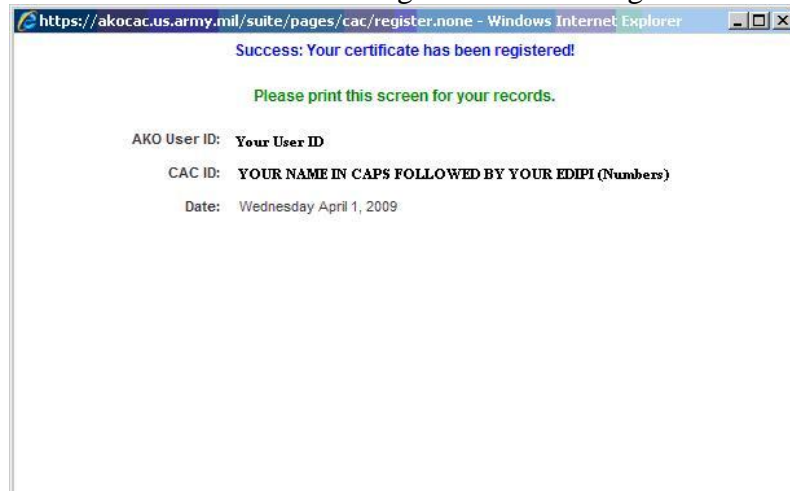 https://akocac.us.army.mil/suite/pages/cac/register.none - Windows Internet Explorer
Success: Your certificate has been registered!
Please print this screen for your records.
AKO User ID: Your User ID
CAC ID: YOUR NAME IN CAPS FOLLOWED BY YOUR EDIPI (Numbers)
Date: Wednesday April 1, 2009